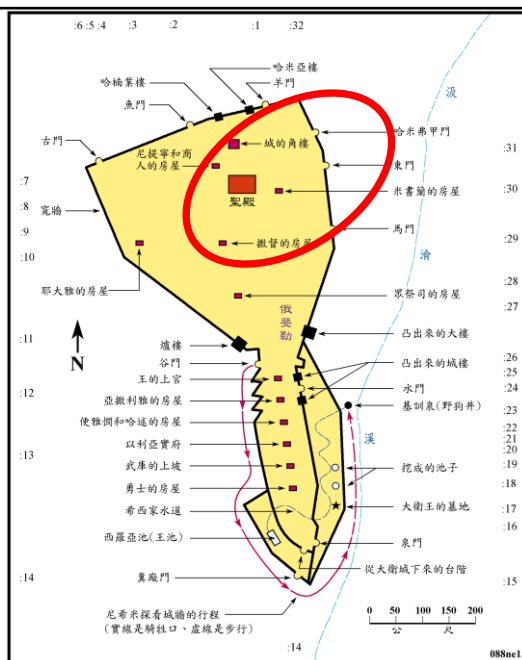 :6 :5 :4 :3 :2 :1 :32
哈米亞樓
羊門
哈楠業樓
魚門
汲
古門
哈米弗甲門
城的角樓
:31
尼提寧和商
人的房屋
東門
:7
:30
聖殿
米書蘭的房屋
:8
寬牆
:9
馬門
:29
撒督的房屋
:10
淪
耶大雅的房屋
:28
眾祭司的房屋
:27
俄斐勒
:11
爐樓
凸出來的大樓
N
谷門
凸出來的城樓
:26
王的上宮
:25
:12
水門
:24
亞撒利雅的房屋
基訓泉(野狗井)
:23
便雅憫和哈述的房屋
:22
溪
:21
以利亞實府
:20
:13
武庫的上坡
挖成的池子
:19
:18
勇士的房屋
大衛王的墓地
:17
希西家水道
:16
西羅亞池(王池)
泉門
從大衛城下來的台階
:14
糞廠門
:15
尼希米探看城牆的行程
(實線是騎牲口、虛線是步行)
0 50 100 150 200
公 尺
:14
088ne1